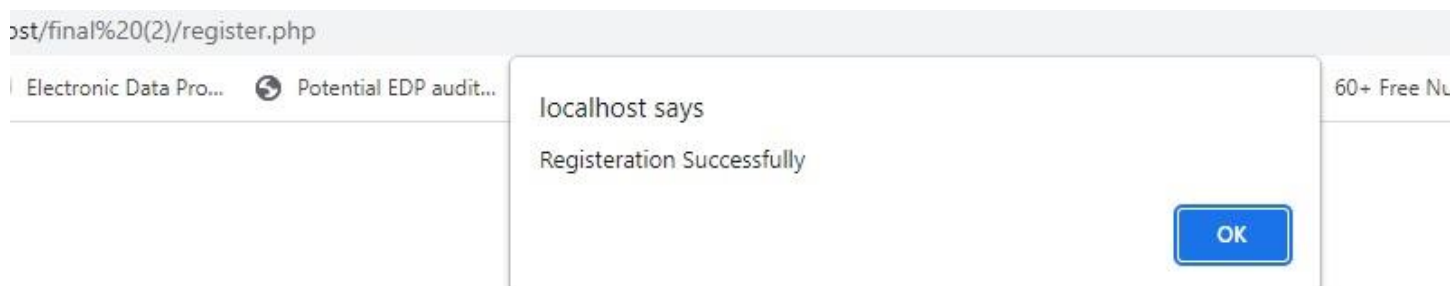 ost/final%20(2)/register.php
Electronic Data Pro... Potential EDP audit... 60+ Free Nu
localhost says
Registeration Successfully
OK